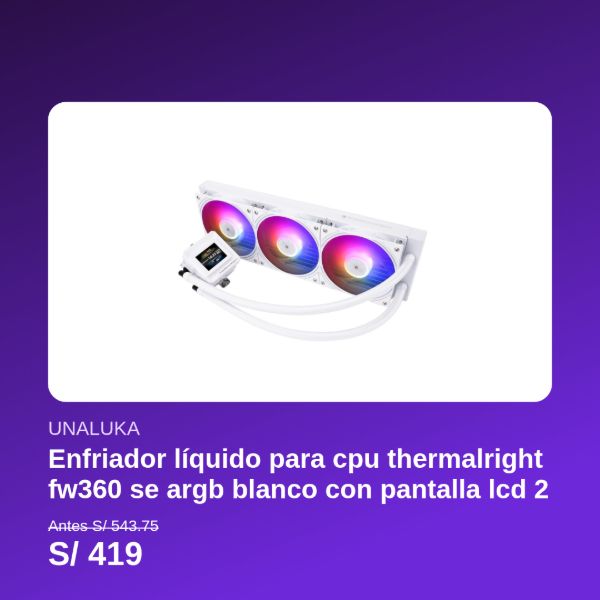 UNALUKA
Enfriador líquido para cpu thermalright
fw360 se argb blanco con pantalla lcd 2
Antes S/ 543.75
S/ 419